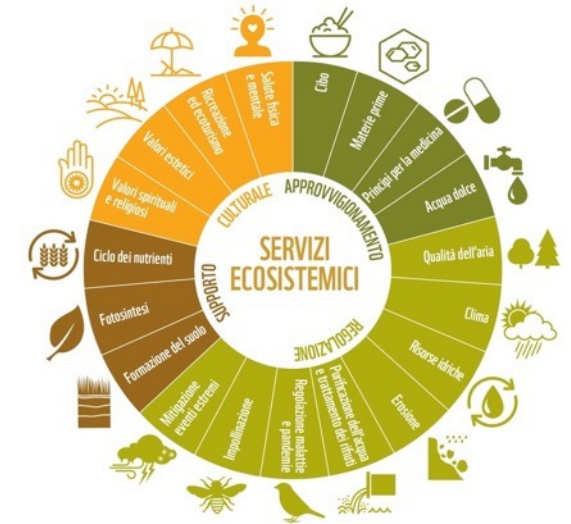 SERVIZI
ECOSISTEMICI
APPROVVIGIONAMENTO
Cibo
Materie prime
Principi per la medicina
Acqua dolce
REGOLAZIONE
Qualità dell'aria
Clima
Risorse idriche
Erosione
Purificazione dell'acqua
e trattamento dei rifiuti
Regolazione malattie
e pandemie
Impollinazione
Mitigazione
eventi estremi
SUPPORTO
Formazione del suolo
Fotosintesi
Ciclo dei nutrienti
CULTURALE
Valori spirituali
e religiosi
Valori estetici
Ricreazione
ed ecoturismo
Salute fisica
e mentale